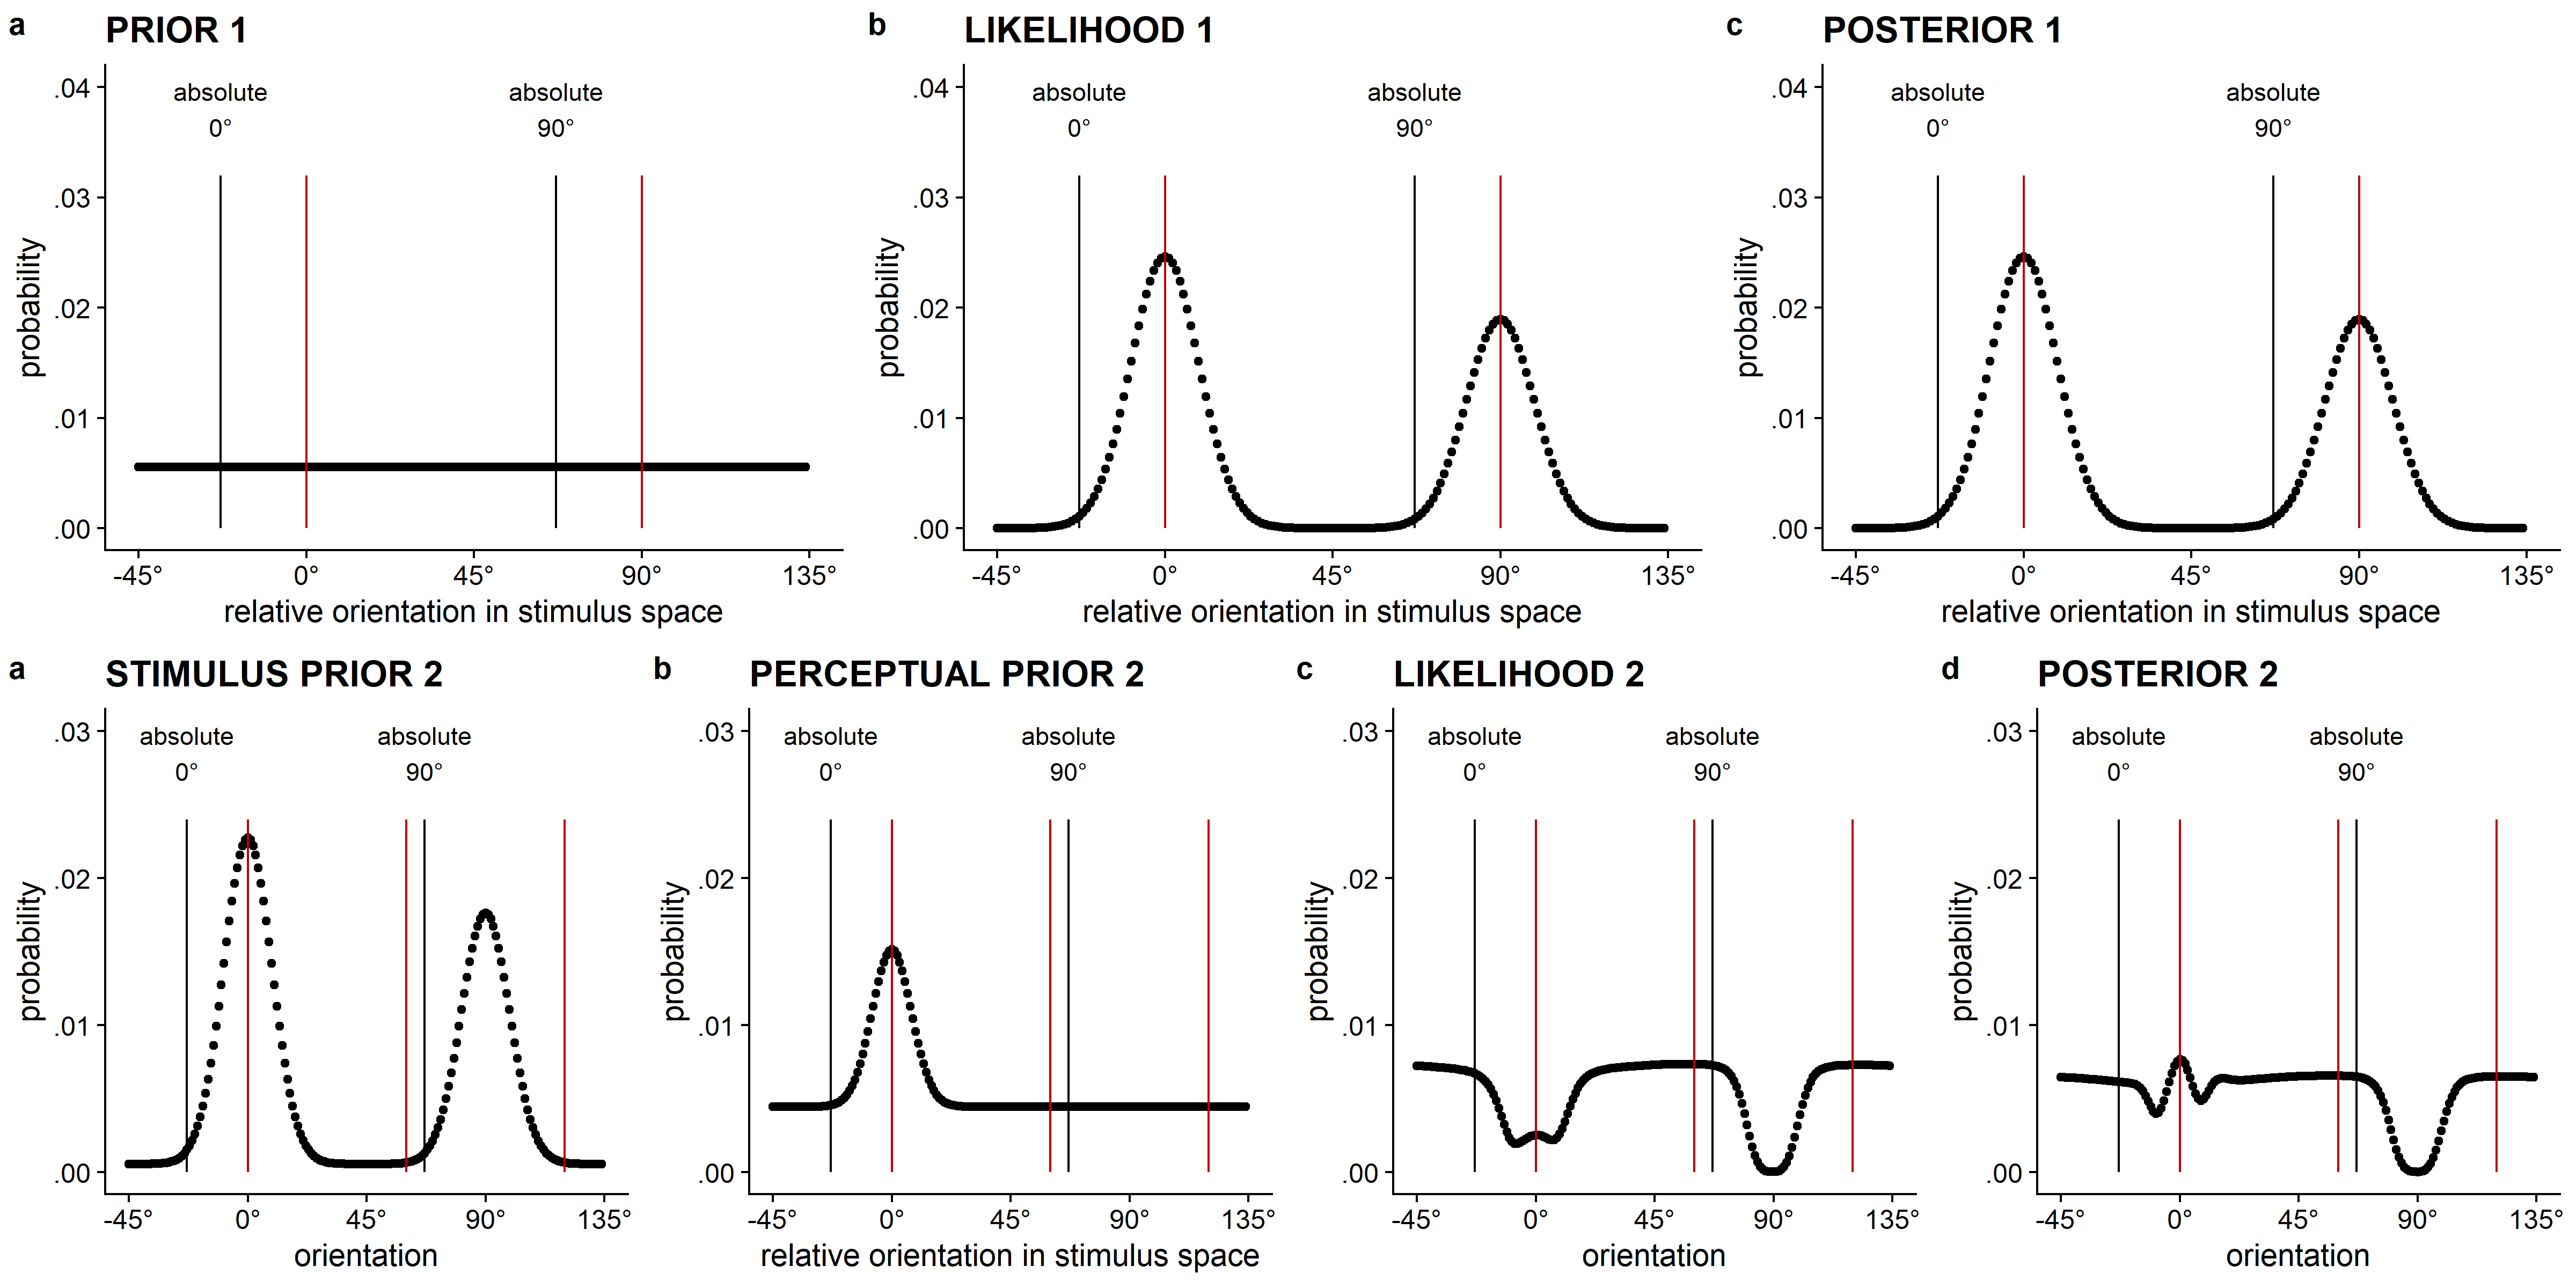 a PRIOR 1
absolute 0°
absolute 90°
.04
.03
.02
.01
.00
probability
-45° 0° 45° 90° 135°
relative orientation in stimulus space
b LIKELIHOOD 1
absolute 0°
absolute 90°
.04
.03
.02
.01
.00
probability
-45° 0° 45° 90° 135°
relative orientation in stimulus space
c POSTERIOR 1
absolute 0°
absolute 90°
.04
.03
.02
.01
.00
probability
-45° 0° 45° 90° 135°
relative orientation in stimulus space
a STIMULUS PRIOR 2
absolute 0°
absolute 90°
.03
.02
.01
.00
probability
-45° 0° 45° 90° 135°
orientation
b PERCEPTUAL PRIOR 2
absolute 0°
absolute 90°
.03
.02
.01
.00
probability
-45° 0° 45° 90° 135°
relative orientation in stimulus space
c LIKELIHOOD 2
absolute 0°
absolute 90°
.03
.02
.01
.00
probability
-45° 0° 45° 90° 135°
orientation
d POSTERIOR 2
absolute 0°
absolute 90°
.03
.02
.01
.00
probability
-45° 0° 45° 90° 135°
orientation